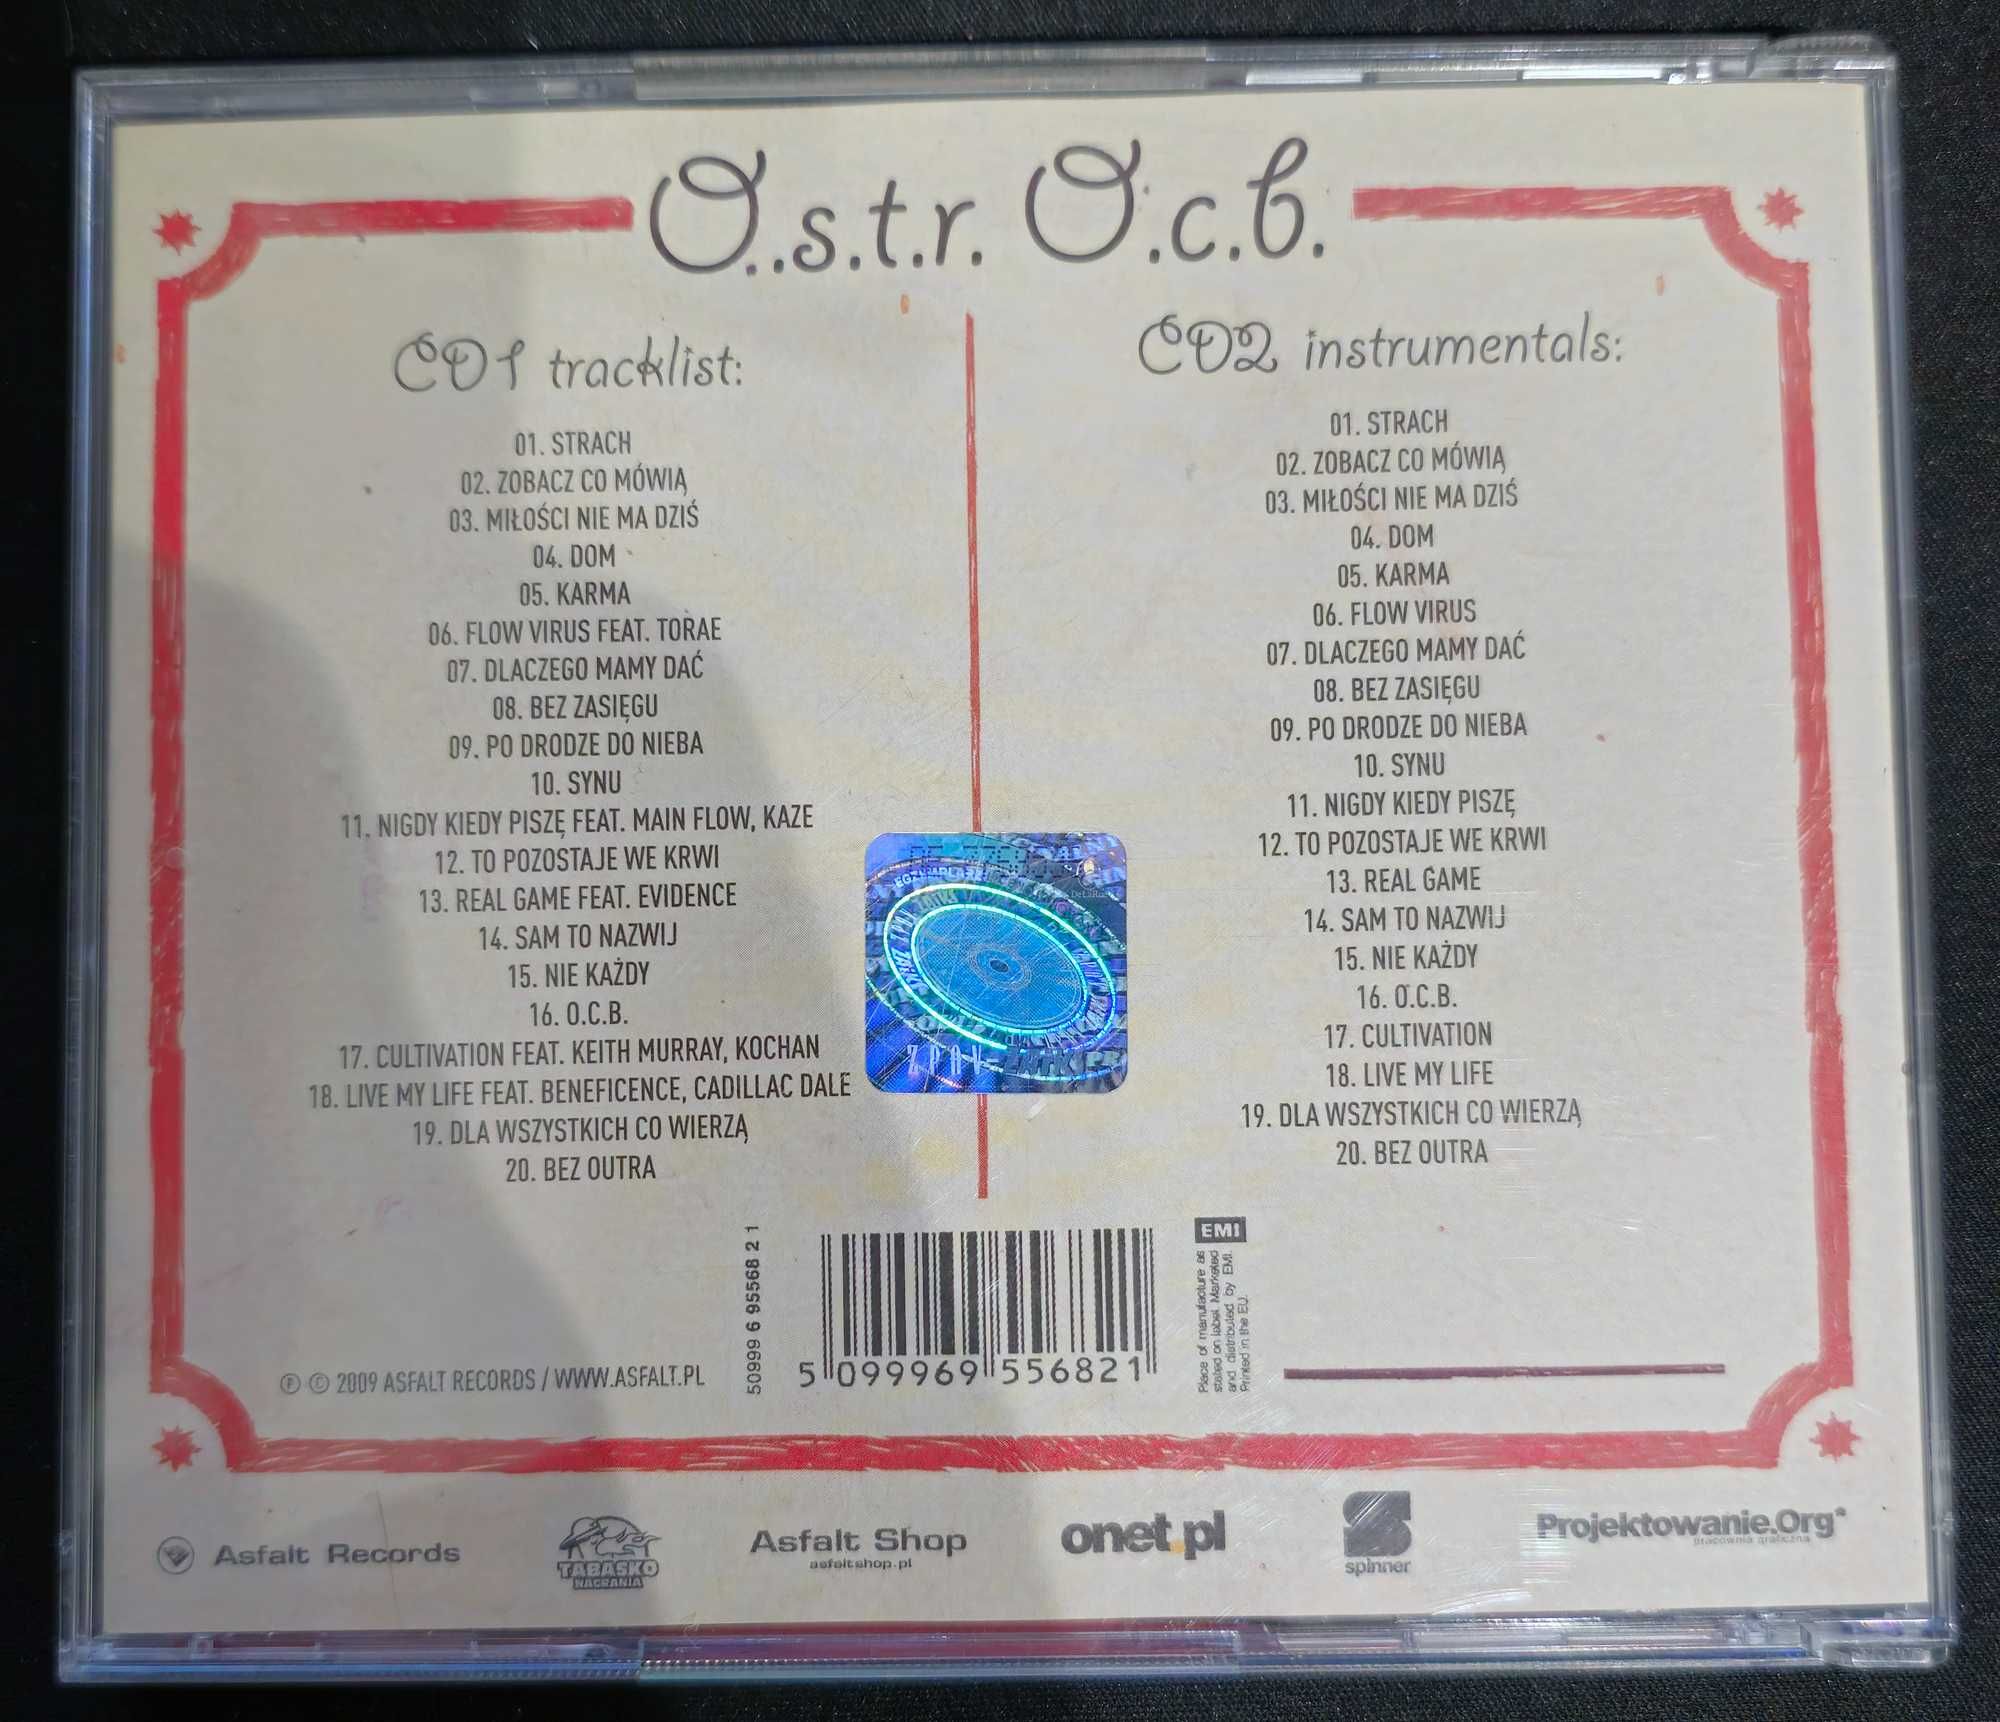 O..s.t.r. O.c.b.
CD1 tracklist:
01. STRACH
02. ZOBACZ CO MÓWIĄ
03. MIŁOŚCI NIE MA DZIŚ
04. DOM
05. KARMA
06. FLOW VIRUS FEAT. TORAE
07. DLACZEGO MAMY DAĆ
08. BEZ ZASIĘGU
09. PO DRODZE DO NIEBA
10. SYNU
11. NIGDY KIEDY PISZĘ FEAT. MAIN FLOW, KAZE
12. TO POZOSTAJE WE KRWI
13. REAL GAME FEAT. EVIDENCE
14. SAM TO NAZWIJ
15. NIE KAŻDY
16. O.C.B.
17. CULTIVATION FEAT. KEITH MURRAY, KOCHAN
18. LIVE MY LIFE FEAT. BENEFICENCE, CADILLAC DALE
19. DLA WSZYSTKICH CO WIERZĄ
20. BEZ OUTRA
CD2 instrumentals:
01. STRACH
02. ZOBACZ CO MÓWIĄ
03. MIŁOŚCI NIE MA DZIŚ
04. DOM
05. KARMA
06. FLOW VIRUS
07. DLACZEGO MAMY DAĆ
08. BEZ ZASIĘGU
09. PO DRODZE DO NIEBA
10. SYNU
11. NIGDY KIEDY PISZĘ
12. TO POZOSTAJE WE KRWI
13. REAL GAME
14. SAM TO NAZWIJ
15. NIE KAŻDY
16. O.C.B.
17. CULTIVATION
18. LIVE MY LIFE
19. DLA WSZYSTKICH CO WIERZĄ
20. BEZ OUTRA
ZPAV
℗ © 2009 ASFALT RECORDS / WWW.ASFALT.PL
50999 6 95568 2 1
5 099969 556821
EMI
Place of manufacture as
stated on label. Marketed
and distributed by EMI.
Printed in the EU.
Asfalt Records
TABASKO
NAGRANIA
Asfalt Shop
asfaltshop.pl
onet.pl
spinner
Projektowanie.Org
pracownia graficzna